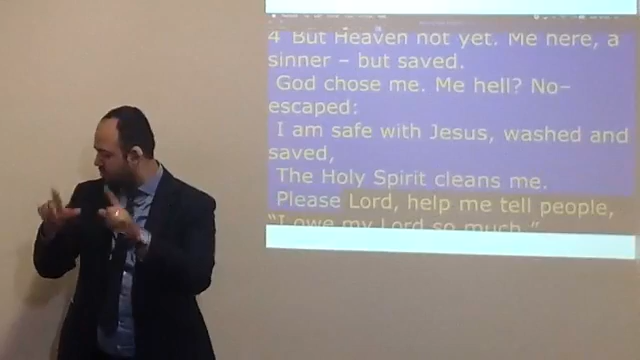 4 But Heaven not yet. Me here, a
sinner – but saved.
God chose me. Me hell? No–
escaped:
I am safe with Jesus, washed and
saved,
The Holy Spirit cleans me.
Please Lord, help me tell people,
“I owe my Lord so much.”